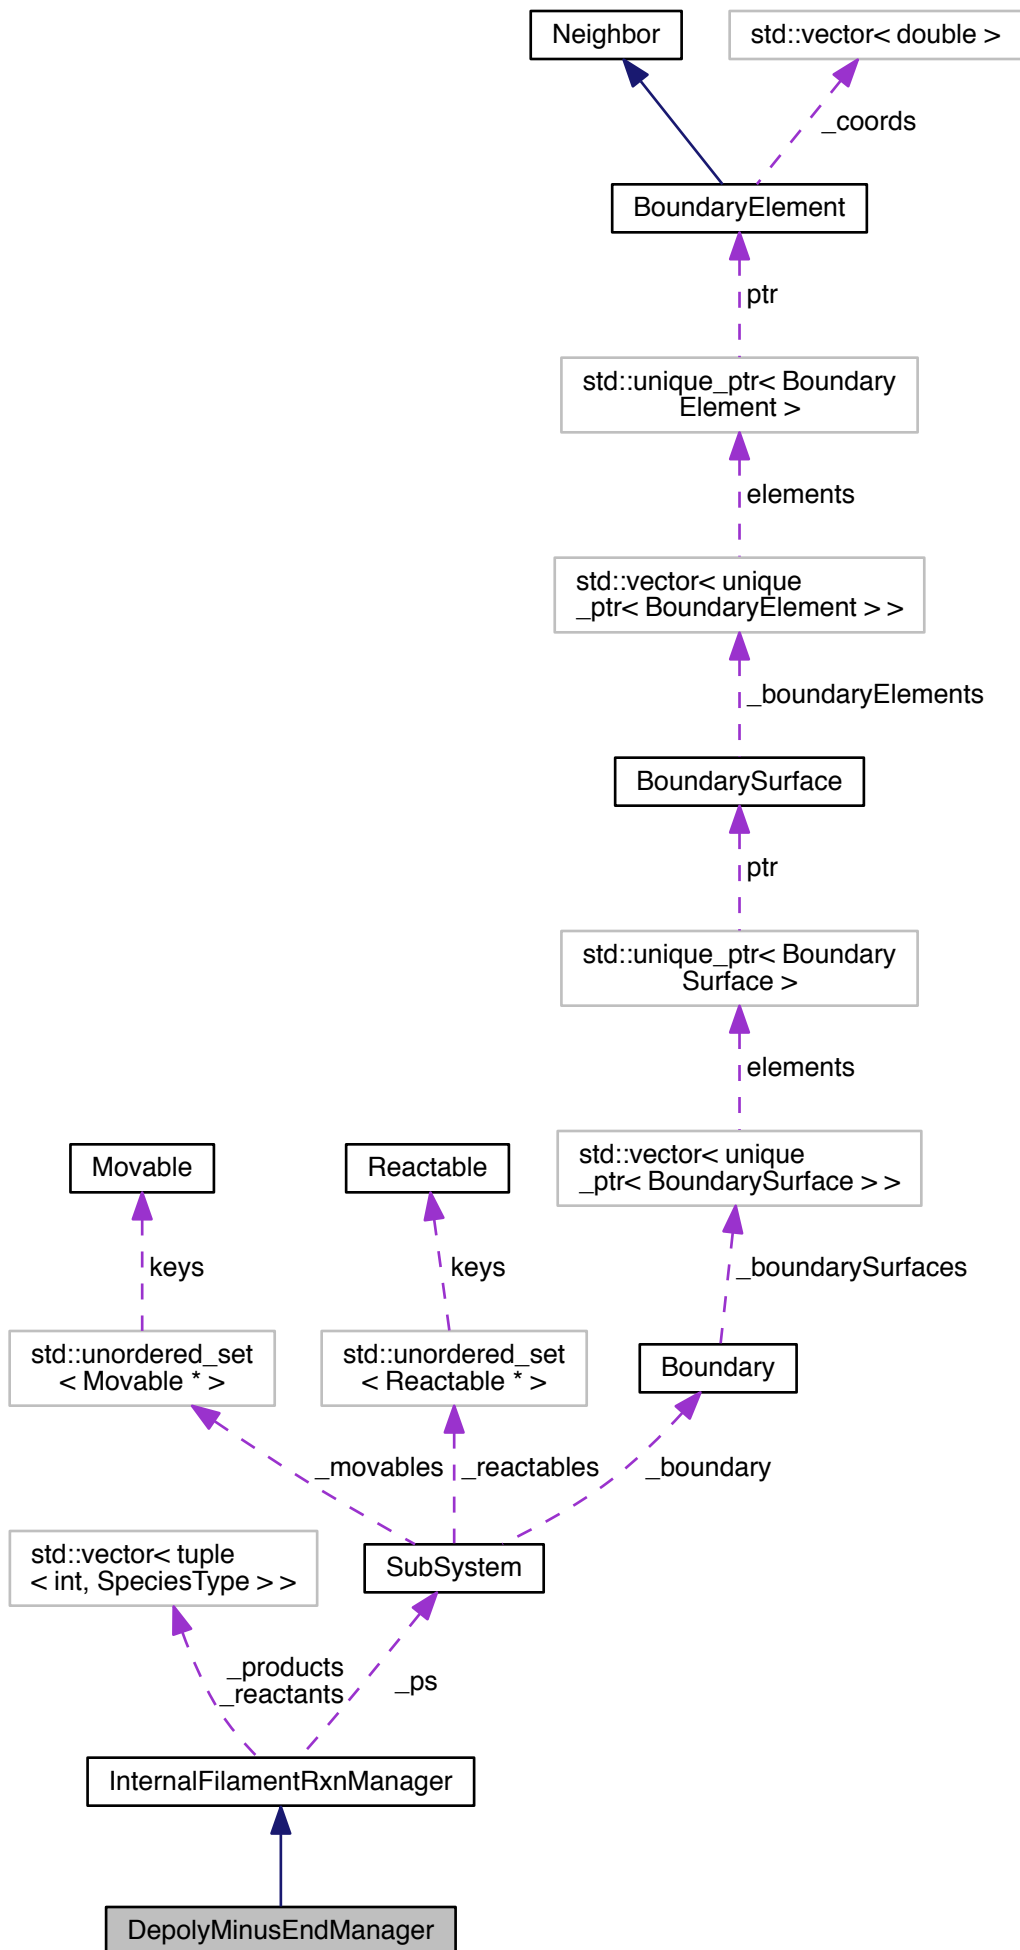 Neighbor
std::vector< double >
_coords
BoundaryElement
ptr
std::unique_ptr< Boundary
Element >
elements
std::vector< unique
_ptr< BoundaryElement > >
_boundaryElements
BoundarySurface
ptr
std::unique_ptr< Boundary
Surface >
elements
std::vector< unique
_ptr< BoundarySurface > >
Movable
Reactable
keys
keys
_boundarySurfaces
std::unordered_set
< Movable * >
std::unordered_set
< Reactable * >
Boundary
_movables
_reactables
_boundary
std::vector< tuple
< int, SpeciesType > >
SubSystem
_products
_reactants
_ps
InternalFilamentRxnManager
DepolyMinusEndManager